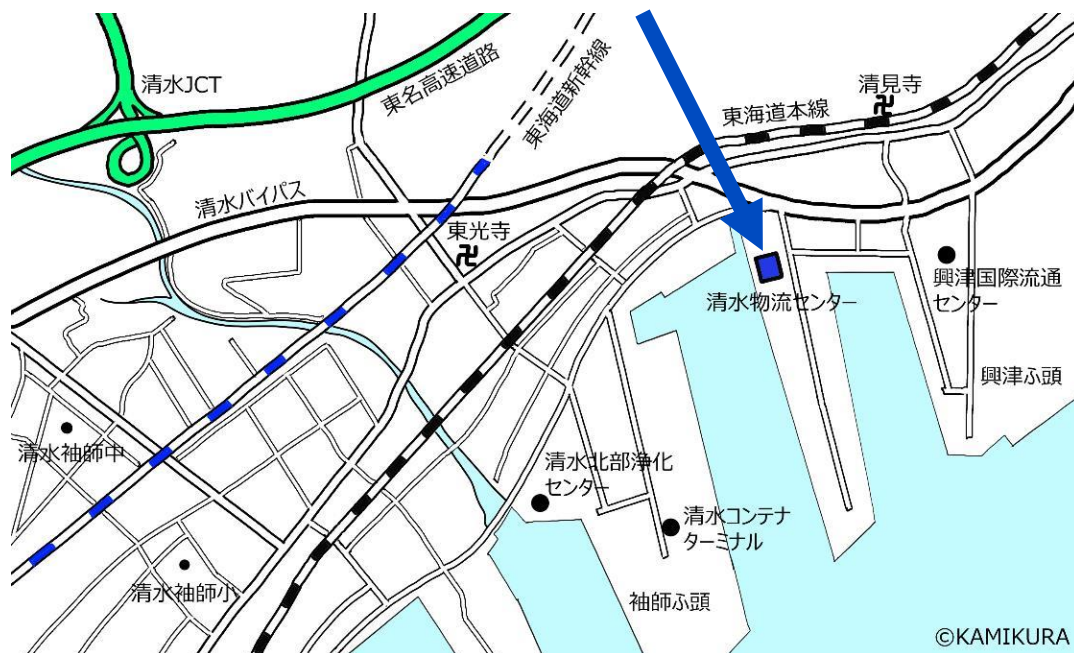 清水JCT
東名高速道路
東海道新幹線
清見寺
東海道本線
清水バイパス
東光寺
清水物流センター
興津国際流通
センター
興津ふ頭
清水袖師中
清水北部浄化
センター
清水コンテナ
ターミナル
清水袖師小
袖師ふ頭
©KAMIKURA